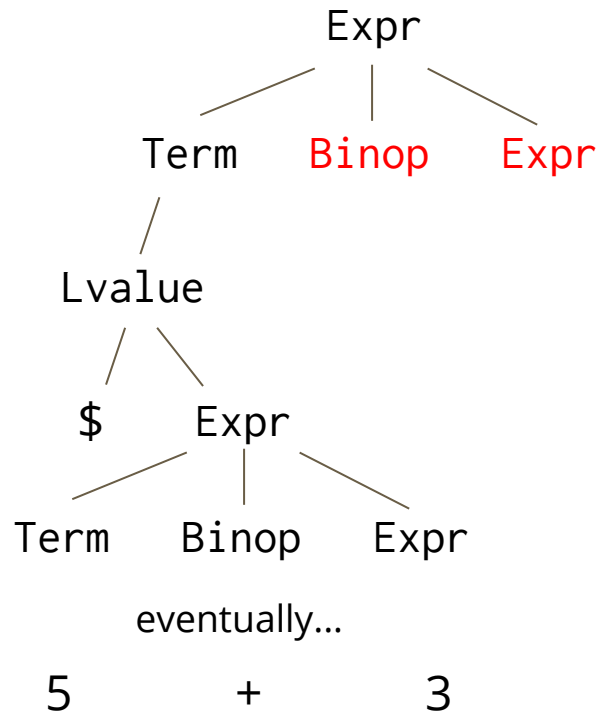 Expr
Term Binop Expr
Lvalue
$ Expr
Term Binop Expr
eventually...
5 + 3